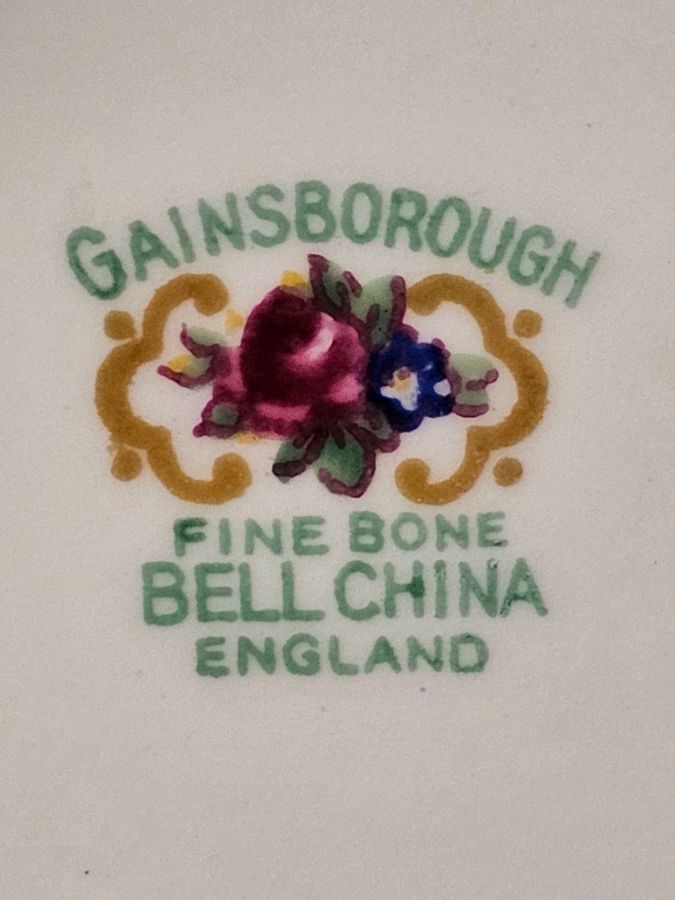 GAINSBOROUGH
FINE BONE
BELL CHINA
ENGLAND